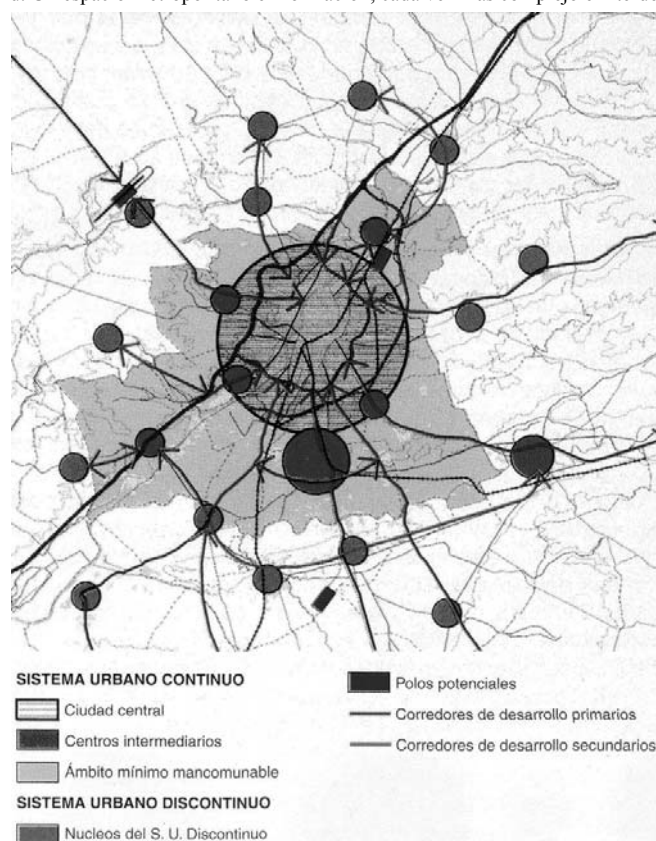 SISTEMA URBANO CONTINUO
Ciudad central
Centros intermediarios
Ámbito mínimo mancomunable
SISTEMA URBANO DISCONTINUO
Nucleos del S. U. Discontinuo
Polos potenciales
Corredores de desarrollo primarios
Corredores de desarrollo secundarios